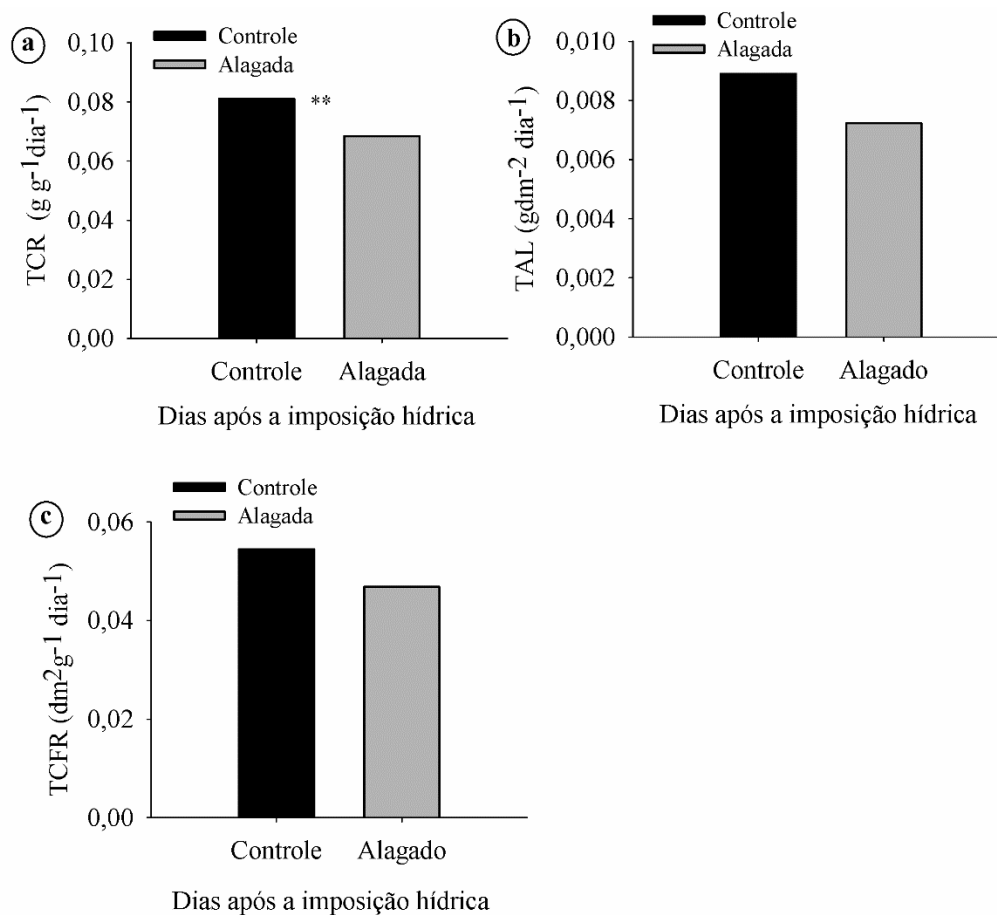 a
Controle
Alagada
TCR (g g-1dia-1)
0,10
0,08
0,06
0,04
0,02
0,00
**
Controle Alagada
Dias após a imposição hídrica
b
Controle
Alagada
TAL (gdm-2 dia-1)
0,010
0,008
0,006
0,004
0,002
0,000
Controle Alagado
Dias após a imposição hídrica
c
Controle
Alagada
TCFR (dm2g-1 dia-1)
0,06
0,04
0,02
0,00
Controle Alagado
Dias após a imposição hídrica